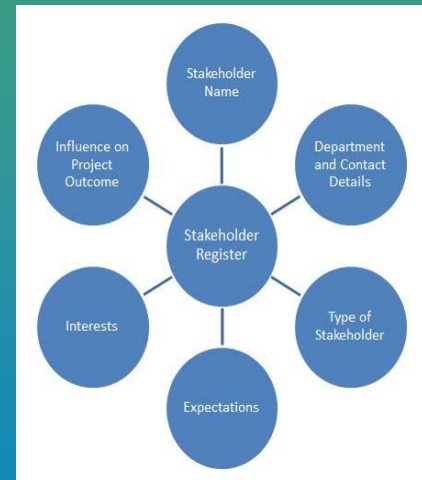 Stakeholder
Name
Influence on
Project
Outcome
Department
and Contact
Details
Stakeholder
Register
Interests
Type of
Stakeholder
Expectations